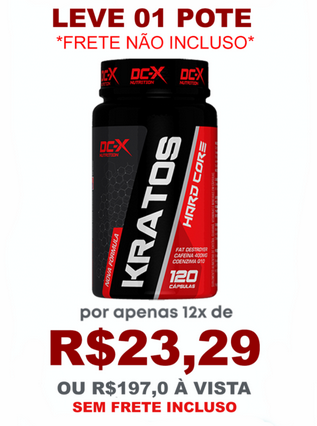 LEVE 01 POTE
*FRETE NÃO INCLUSO*
DC-X
NUTRITION
DC-X
NUTRITION
KRATOS
HARD CORE
NOVA FÓRMULA
FAT DESTROYER
CAFEÍNA 400MG
COENZIMA Q10
120
CÁPSULAS
por apenas 12x de
R$23,29
OU R$197,0 À VISTA
SEM FRETE INCLUSO